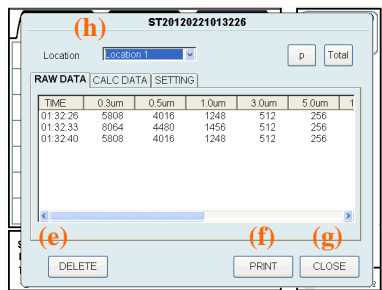 ST20120221013226
(h)
Location Location 1 p Total
RAW DATA CALC DATA SETTING
TIME 0.3um 0.5um 1.0um 3.0um 5.0um 1
01:32:26 5808 4016 1248 512 256
01:32:33 8064 4480 1456 512 256
01:32:40 5808 4016 1248 512 256
(e) (f) (g)
DELETE PRINT CLOSE